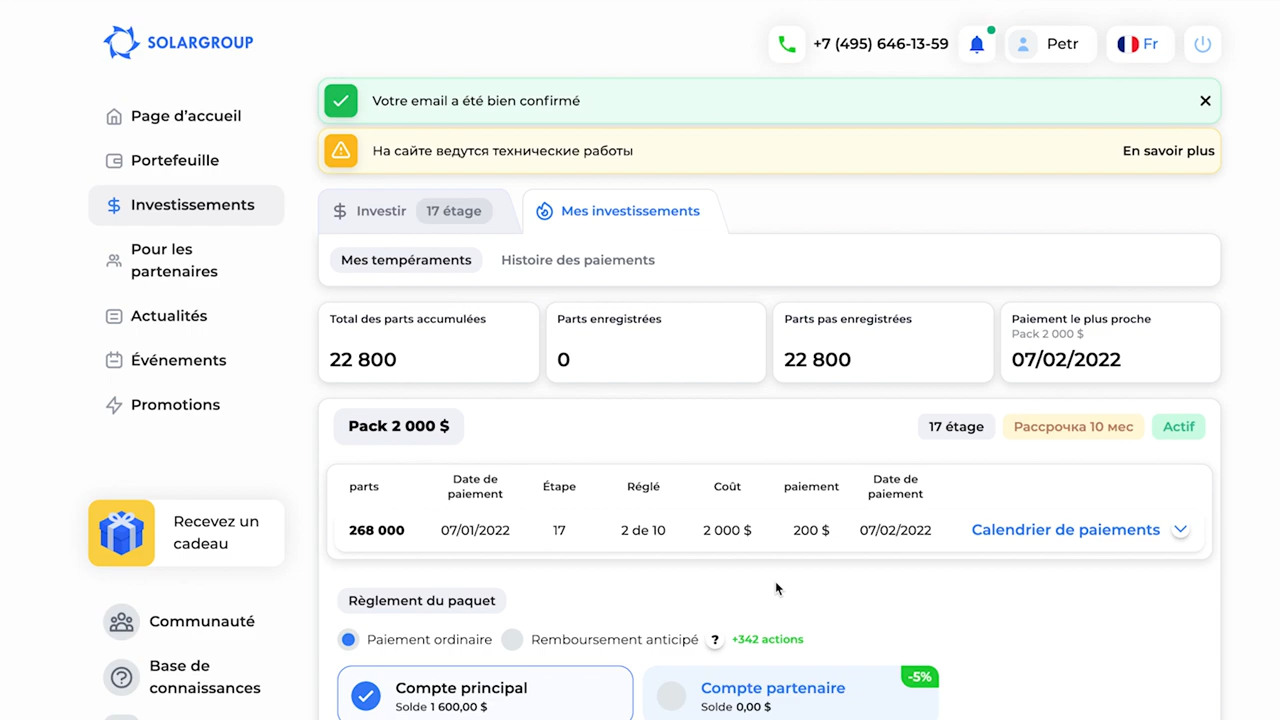 SOLARGROUP
+7 (495) 646-13-59
Petr
Fr
Page d’accueil
Portefeuille
Investissements
Pour les
partenaires
Actualités
Événements
Promotions
Recevez un
cadeau
Communauté
Base de
connaissances
Votre email a été bien confirmé
На сайте ведутся технические работы
En savoir plus
Investir 17 étage
Mes investissements
Mes tempéraments
Histoire des paiements
Total des parts accumulées
22 800
Parts enregistrées
0
Parts pas enregistrées
22 800
Paiement le plus proche
Pack 2 000 $
07/02/2022
Pack 2 000 $
17 étage
Рассрочка 10 мес
Actif
parts
Date de
paiement
Étape
Réglé
Coût
paiement
Date de
paiement
268 000
07/01/2022
17
2 de 10
2 000 $
200 $
07/02/2022
Calendrier de paiements
Règlement du paquet
Paiement ordinaire
Remboursement anticipé
?
+342 actions
Compte principal
Solde 1 600,00 $
Compte partenaire
Solde 0,00 $
-5%